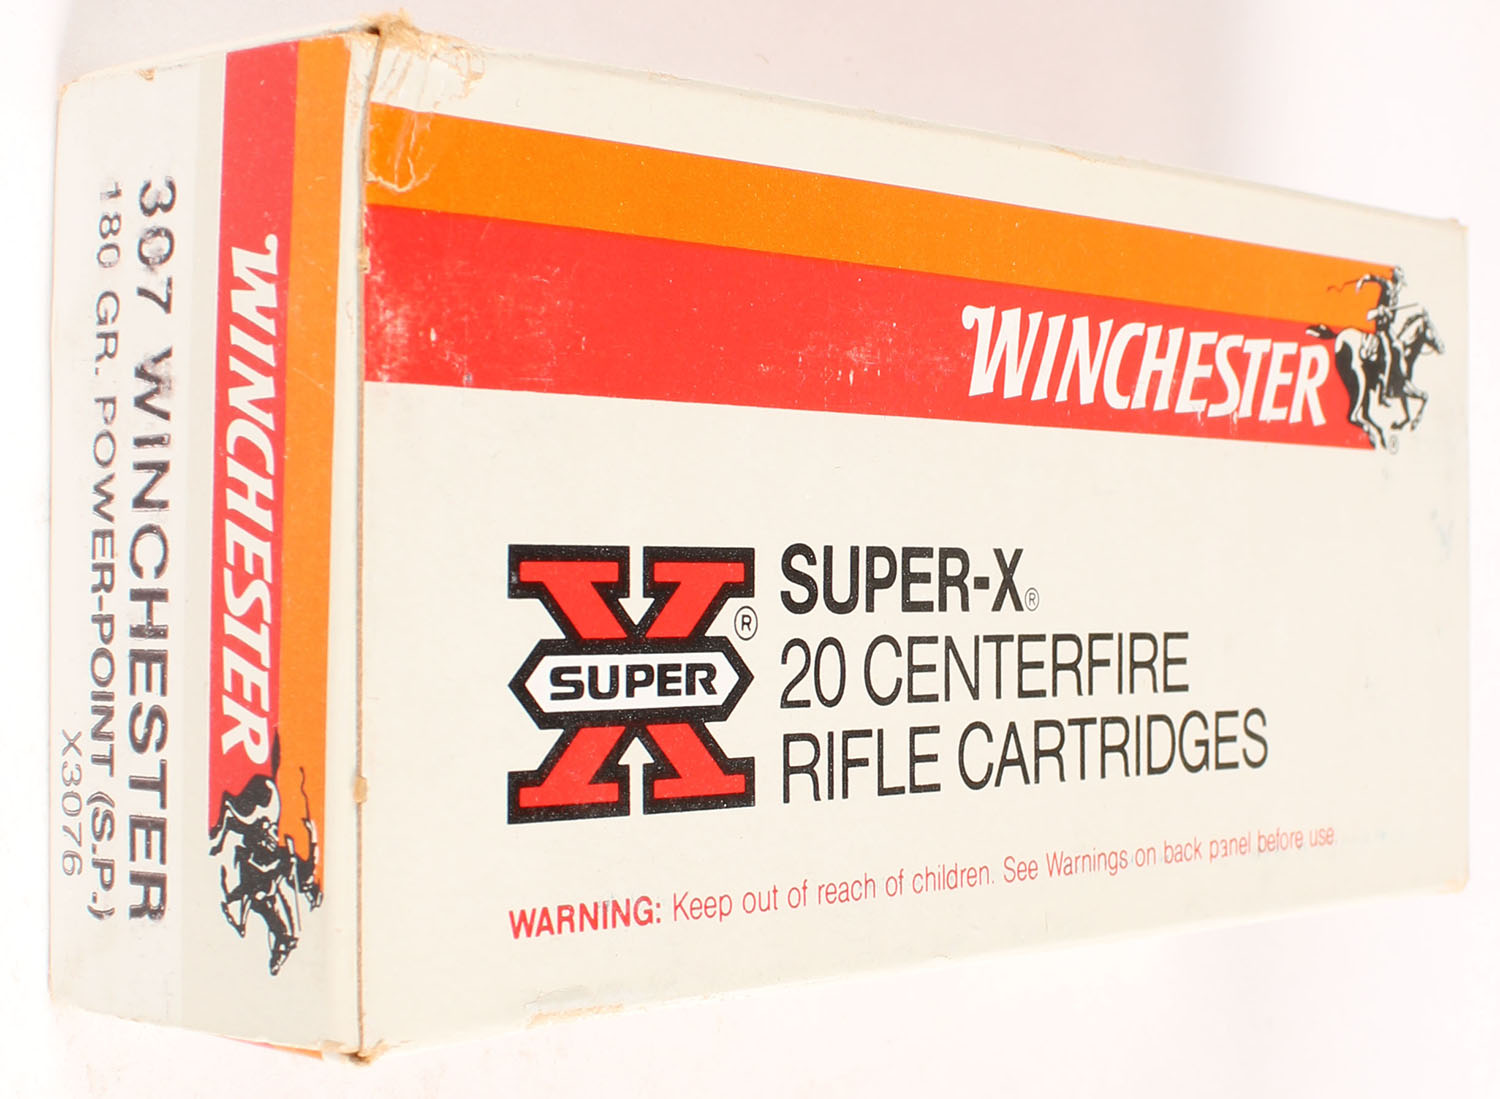 307 WINCHESTER
180 GR. POWER-POINT (S.P.)
X3076
WINCHESTER
WINCHESTER
®
SUPER
®
SUPER-X®
20 CENTERFIRE
RIFLE CARTRIDGES
WARNING: Keep out of reach of children. See Warnings on back panel before use.